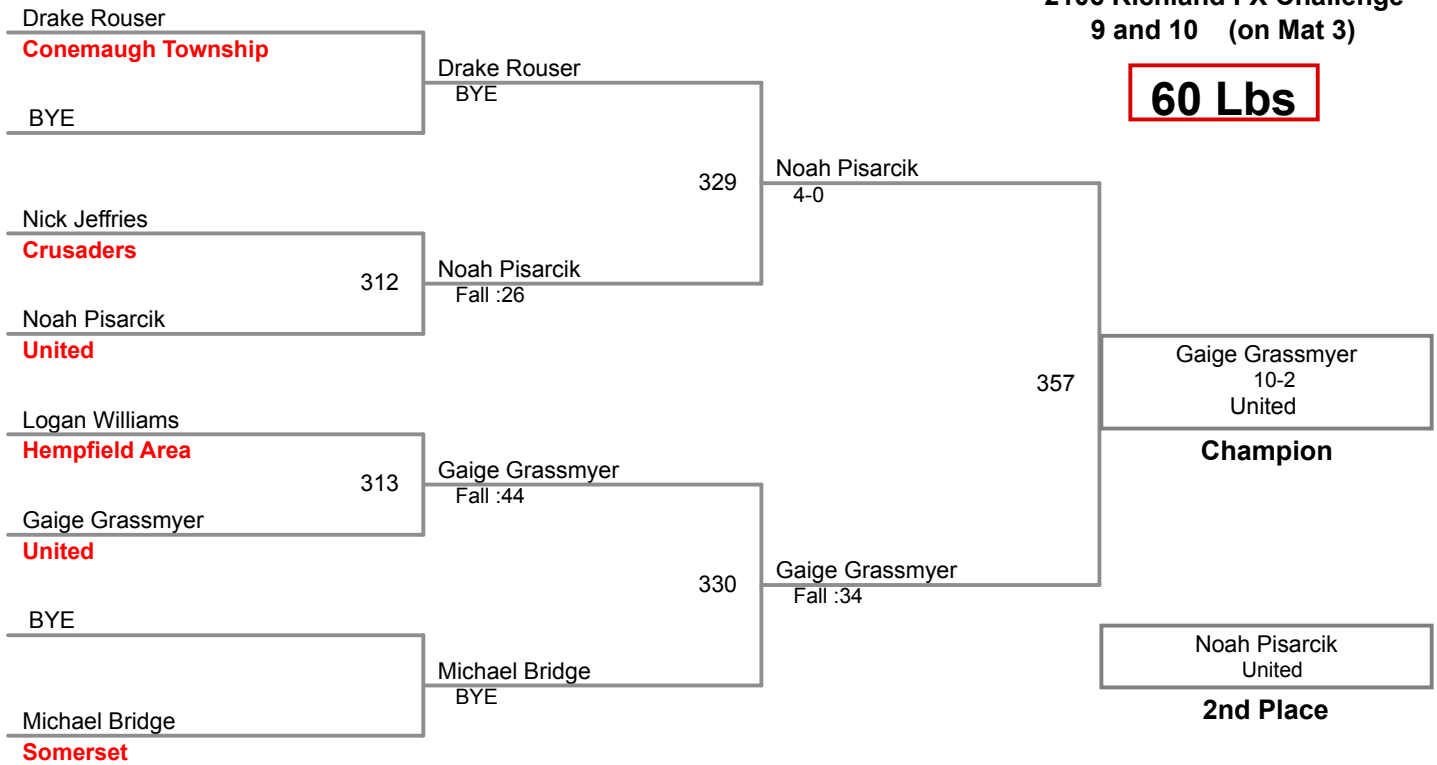 9 and 10 (on Mat 3)
60 Lbs
Drake Rouser
Conemaugh Township
BYE
Drake Rouser
BYE
Nick Jeffries
Crusaders
312
Noah Pisarcik
United
Noah Pisarcik
Fall :26
329
Noah Pisarcik
4-0
Logan Williams
Hempfield Area
313
Gaige Grassmyer
United
Gaige Grassmyer
Fall :44
BYE
Michael Bridge
Somerset
Michael Bridge
BYE
330
Gaige Grassmyer
Fall :34
357
Gaige Grassmyer
10-2
United
Champion
Noah Pisarcik
United
2nd Place